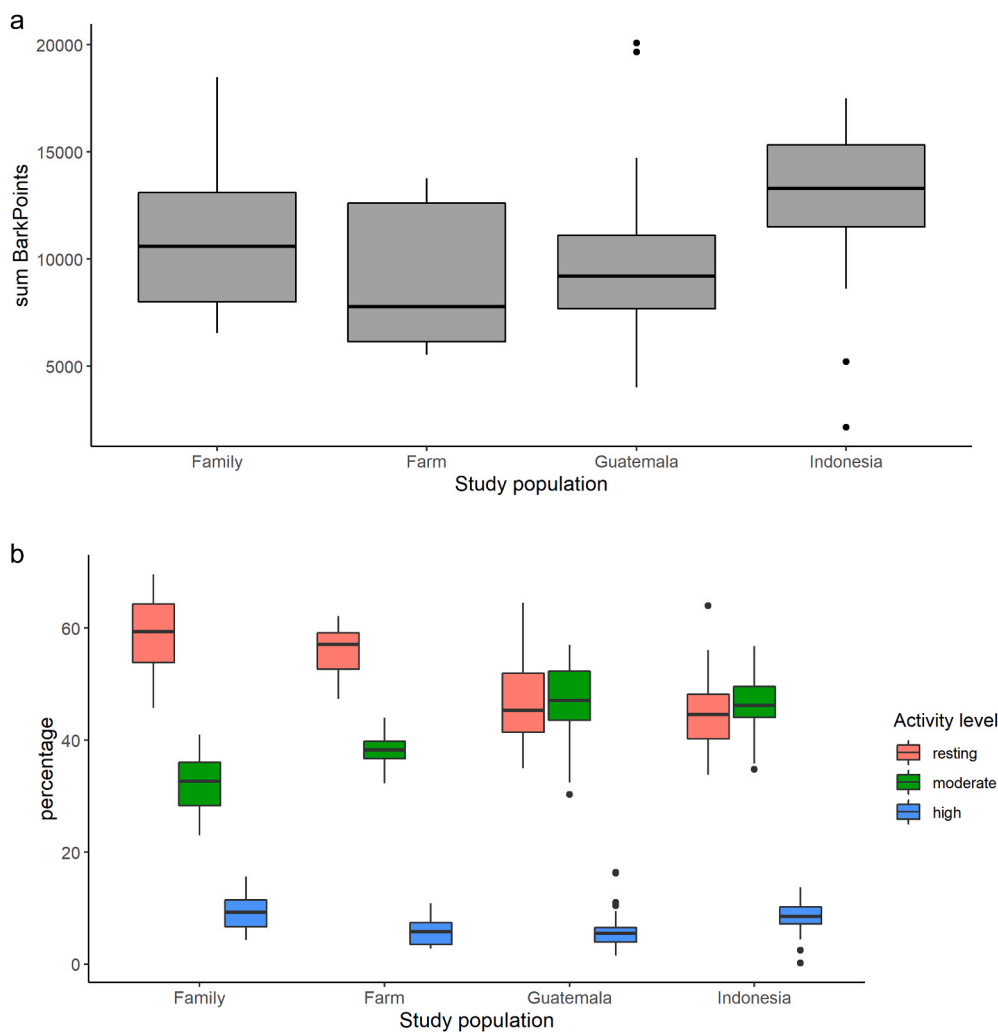 a
20000
15000
10000
5000
sum BarkPoints
Family Farm Guatemala Indonesia
Study population
b
60
40
20
0
percentage
Family Farm Guatemala Indonesia
Study population
Activity level
resting
moderate
high